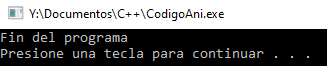 Y:\Documentos\C++\CodigoAni.exe
Fin del programa
Presione una tecla para continuar . . .